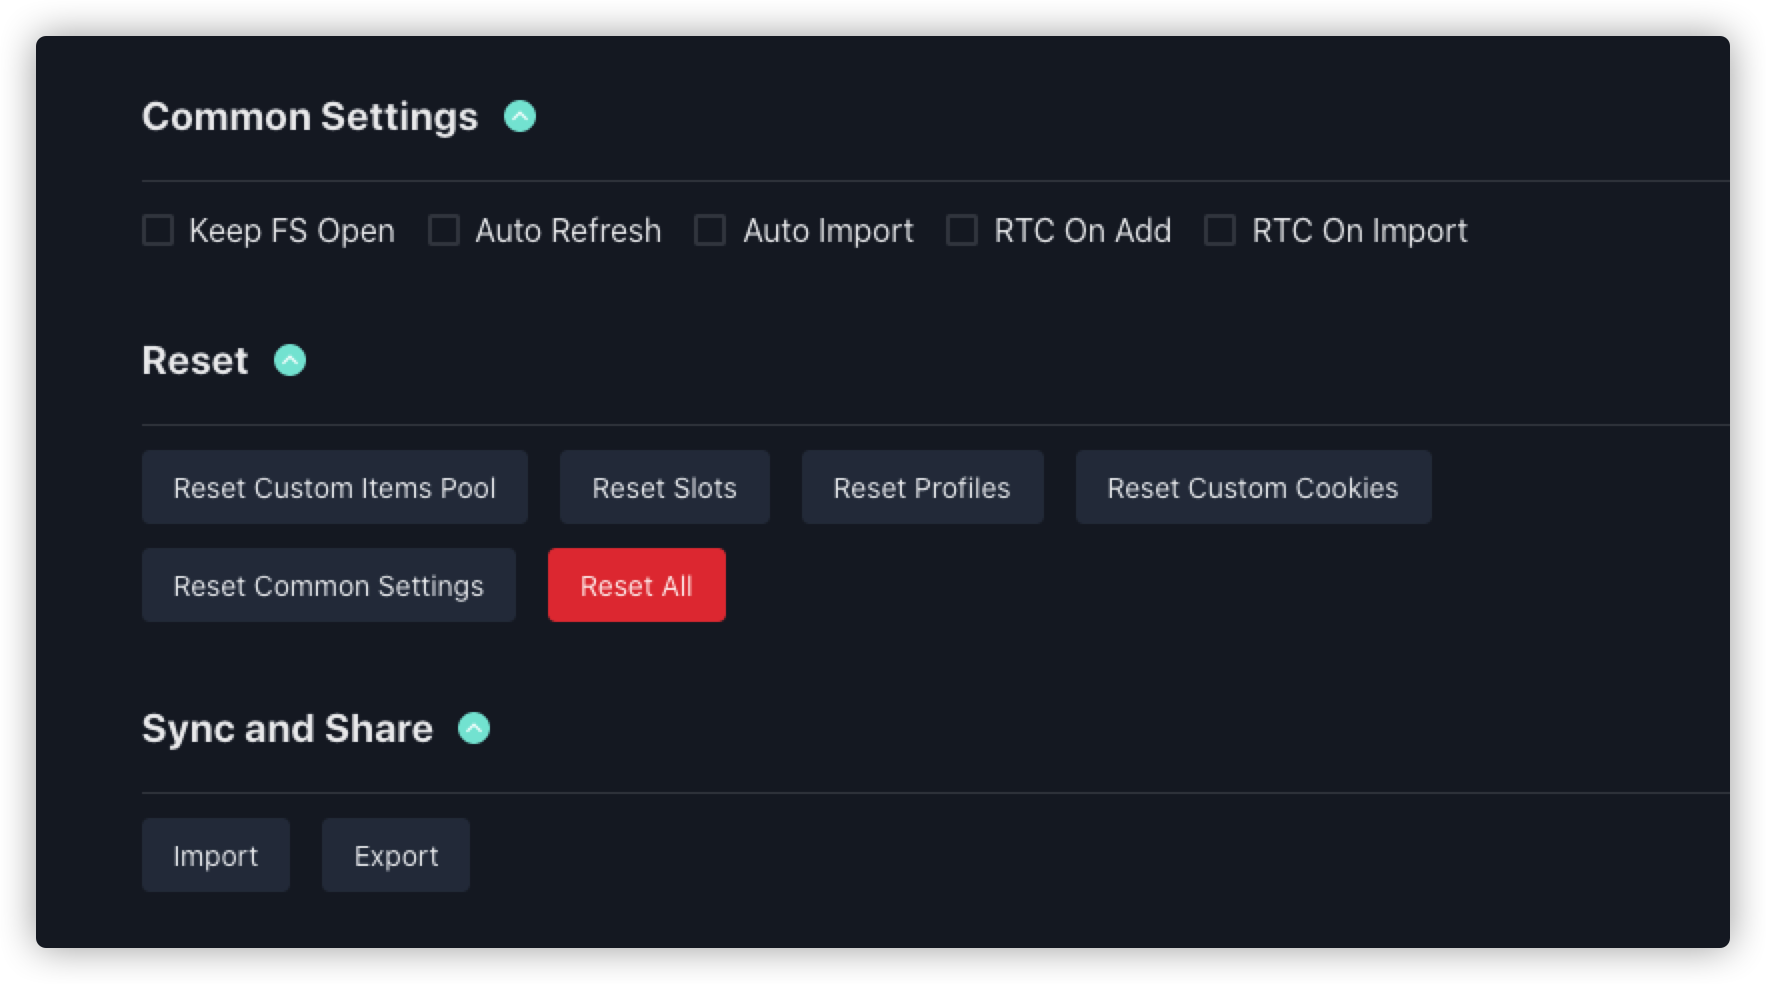 Common Settings
Keep FS Open Auto Refresh Auto Import RTC On Add RTC On Import
Reset
Reset Custom Items Pool Reset Slots Reset Profiles Reset Custom Cookies
Reset Common Settings Reset All
Sync and Share
Import Export